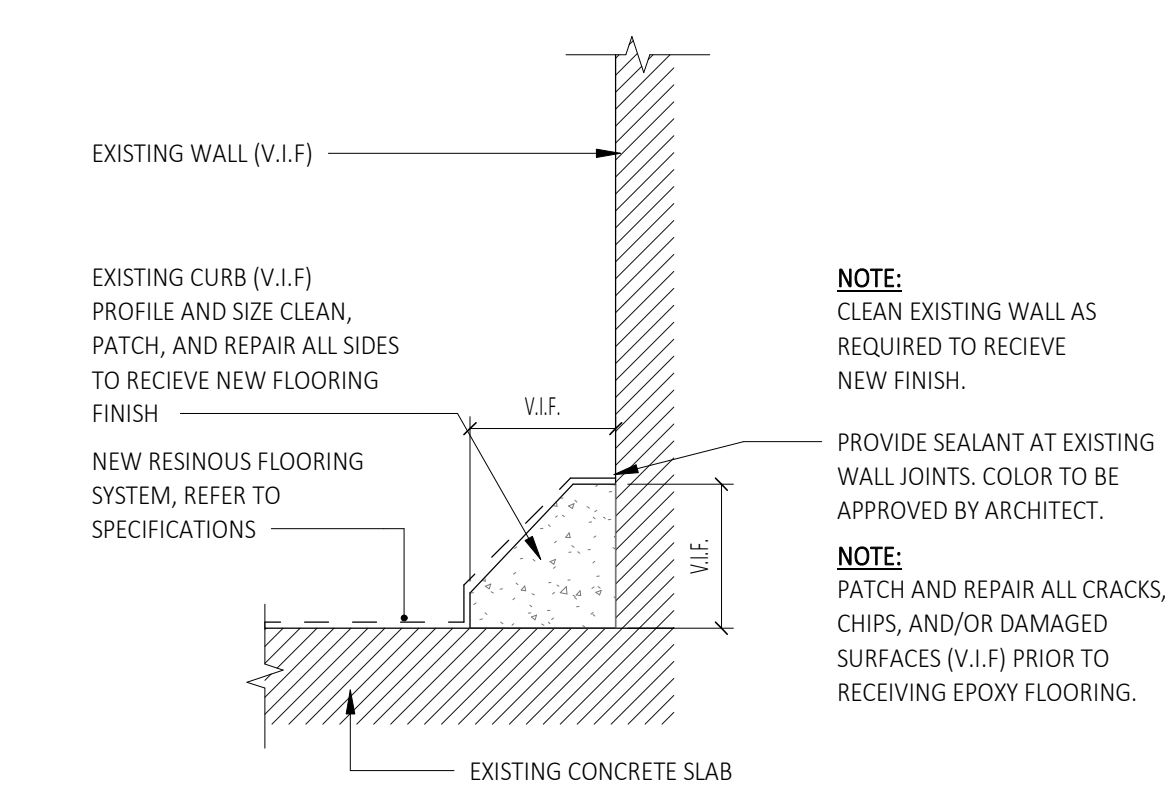 EXISTING WALL (V.I.F)
EXISTING CURB (V.I.F)
PROFILE AND SIZE CLEAN,
PATCH, AND REPAIR ALL SIDES
TO RECIEVE NEW FLOORING
FINISH
NEW RESINOUS FLOORING
SYSTEM, REFER TO
SPECIFICATIONS
V.I.F.
V.I.F.
EXISTING CONCRETE SLAB
NOTE:
CLEAN EXISTING WALL AS
REQUIRED TO RECIEVE
NEW FINISH.
PROVIDE SEALANT AT EXISTING
WALL JOINTS. COLOR TO BE
APPROVED BY ARCHITECT.
NOTE:
PATCH AND REPAIR ALL CRACKS,
CHIPS, AND/OR DAMAGED
SURFACES (V.I.F) PRIOR TO
RECEIVING EPOXY FLOORING.